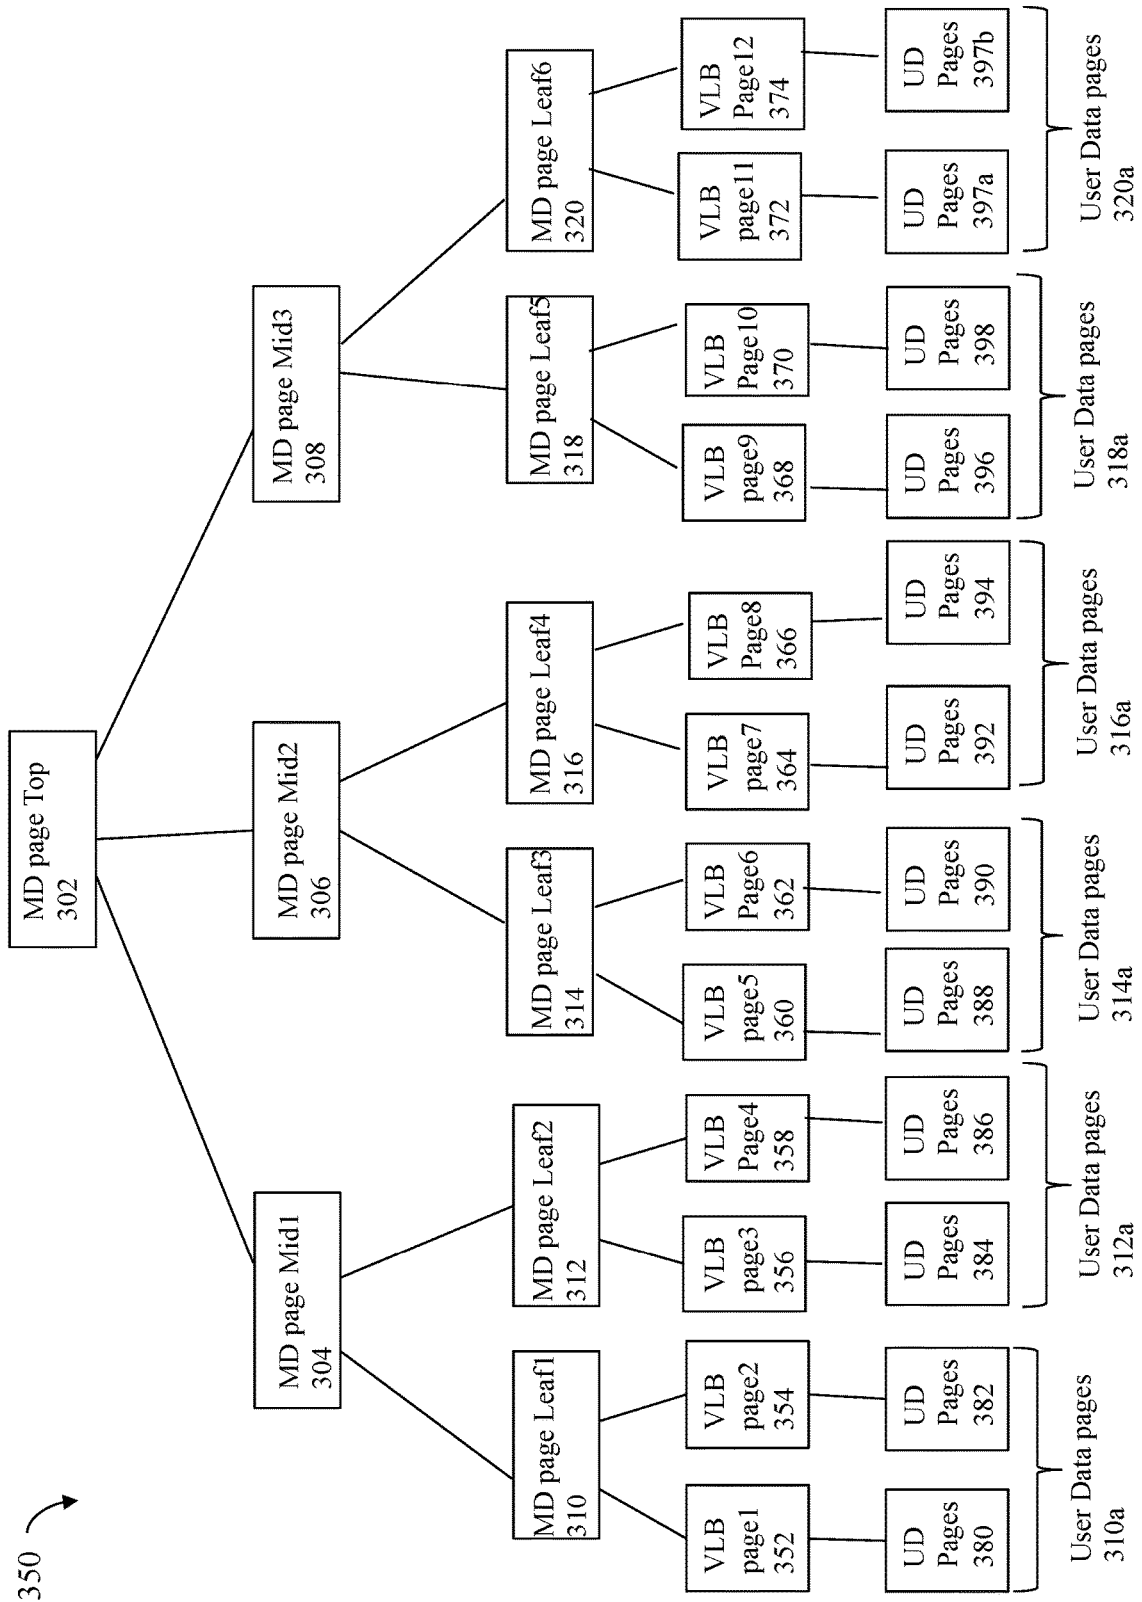 350
MD page Top
302
MD page Mid1
304
MD page Mid2
306
MD page Mid3
308
MD page Leaf1
310
MD page Leaf2
312
MD page Leaf3
314
MD page Leaf4
316
MD page Leaf5
318
MD page Leaf6
320
VLB
page1
352
VLB
page2
354
VLB
page3
356
VLB
Page4
358
VLB
page5
360
VLB
Page6
362
VLB
page7
364
VLB
Page8
366
VLB
page9
368
VLB
Page10
370
VLB
page11
372
VLB
Page12
374
UD
Pages
380
UD
Pages
382
UD
Pages
384
UD
Pages
386
UD
Pages
388
UD
Pages
390
UD
Pages
392
UD
Pages
394
UD
Pages
396
UD
Pages
398
UD
Pages
397a
UD
Pages
397b
User Data pages
310a
User Data pages
312a
User Data pages
314a
User Data pages
316a
User Data pages
318a
User Data pages
320a